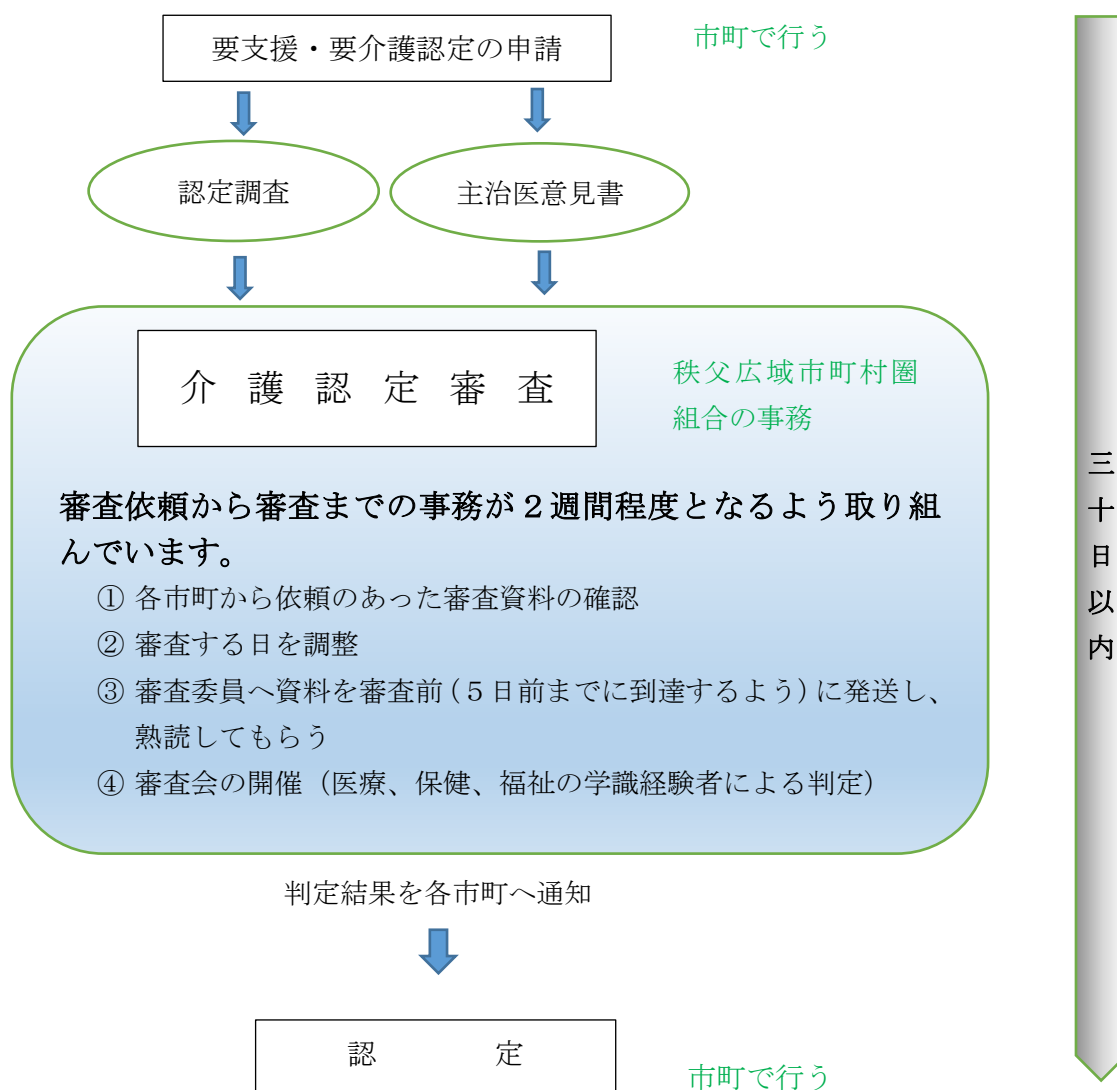 要支援・要介護認定の申請
市町で行う
認定調査
主治医意見書
介護認定審査
秩父広域市町村圏
組合の事務
審査依頼から審査までの事務が２週間程度となるよう取り組
んでいます。
① 各市町から依頼のあった審査資料の確認
② 審査する日を調整
③ 審査委員へ資料を審査前（５日前までに到達するよう）に発送し、
熟読してもらう
④ 審査会の開催（医療、保健、福祉の学識経験者による判定）
判定結果を各市町へ通知
認定
市町で行う
三十日以内